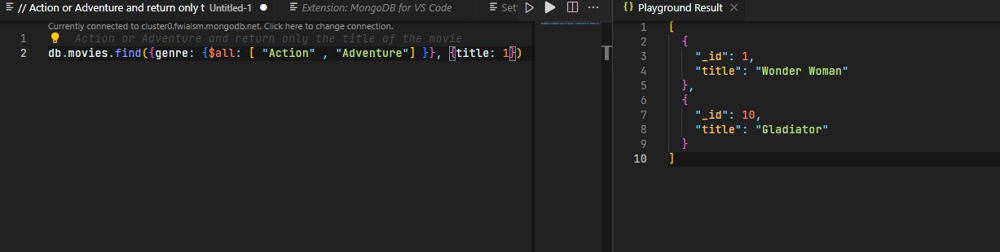 // Action or Adventure and return only t Untitled-1
Extension: MongoDB for VS Code
Set
Currently connected to cluster0.fwiaism.mongodb.net. Click here to change connection.
1 Action or Adventure and return only the title of the movie
2 db.movies.find({genre: {$all: [ "Action" , "Adventure"] }}, {title: 1})
Playground Result
1 [
2 {
3 "_id": 1,
4 "title": "Wonder Woman"
5 },
6 {
7 "_id": 10,
8 "title": "Gladiator"
9 }
10 ]